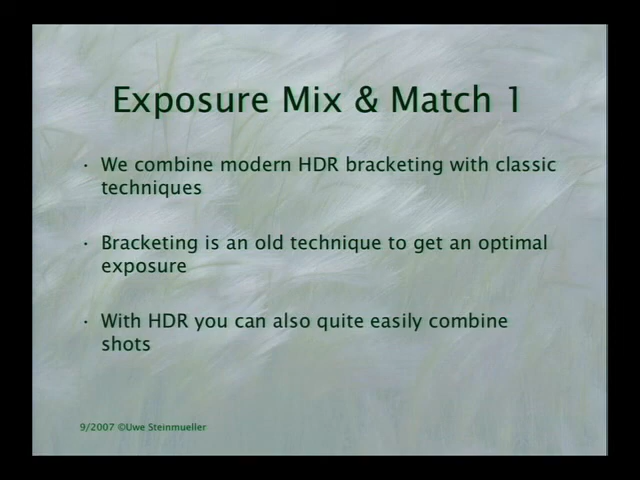 Exposure Mix & Match 1
· We combine modern HDR bracketing with classic
techniques
· Bracketing is an old technique to get an optimal
exposure
· With HDR you can also quite easily combine
shots
9/2007 ©Uwe Steinmueller